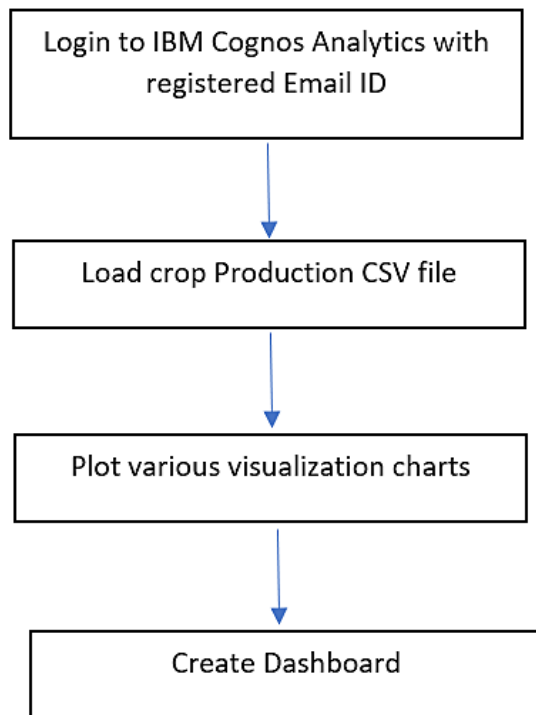 Login to IBM Cognos Analytics with
registered Email ID
Load crop Production CSV file
Plot various visualization charts
Create Dashboard